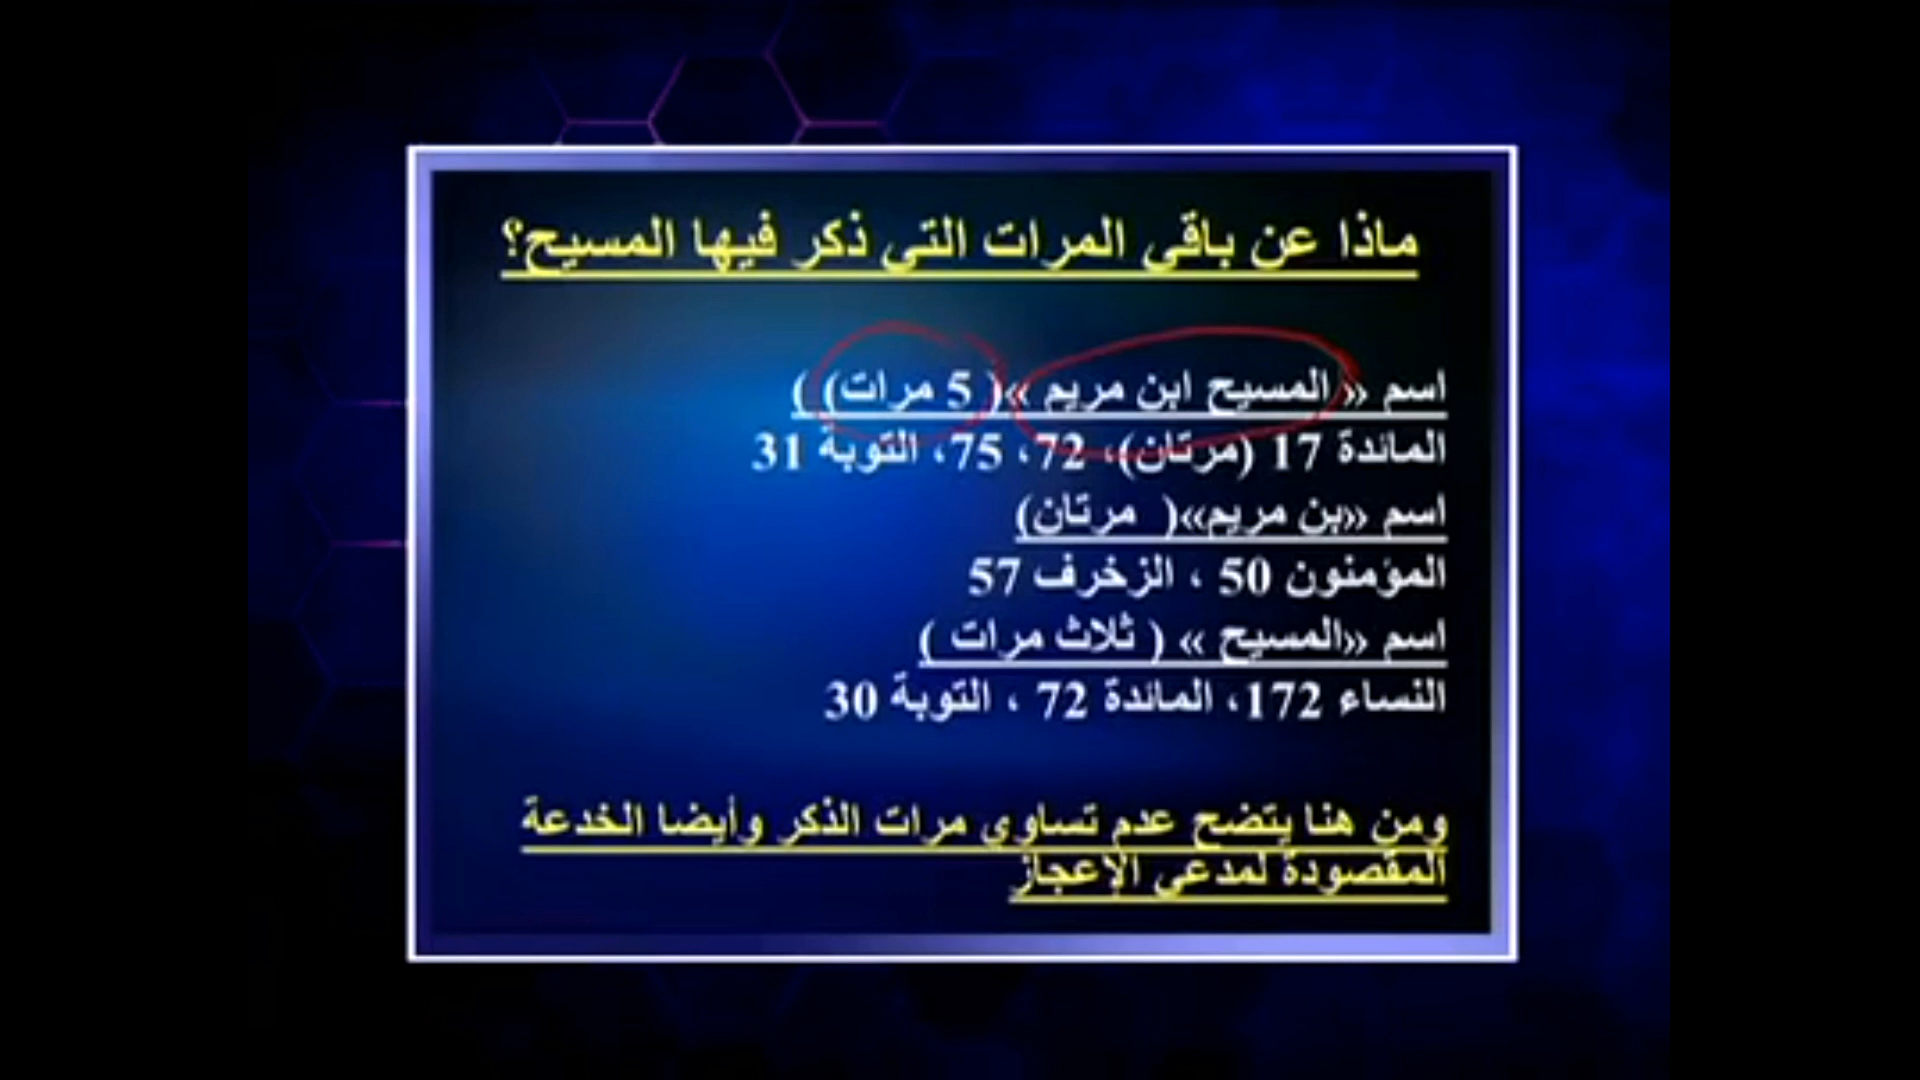 ماذا عن باقى المرات التى ذكر فيها المسيح؟
اسم « المسيح ابن مريم »( 5 مرات) )
المائدة 17 (مرتان)، 72، 75، التوبة 31
اسم «بن مريم»( مرتان)
المؤمنون 50 ، الزخرف 57
اسم «المسيح » ( ثلاث مرات )
النساء 172، المائدة 72 ، التوبة 30
ومن هنا يتضح عدم تساوى مرات الذكر وأيضا الخدعة
المقصودة لمدعى الإعجاز